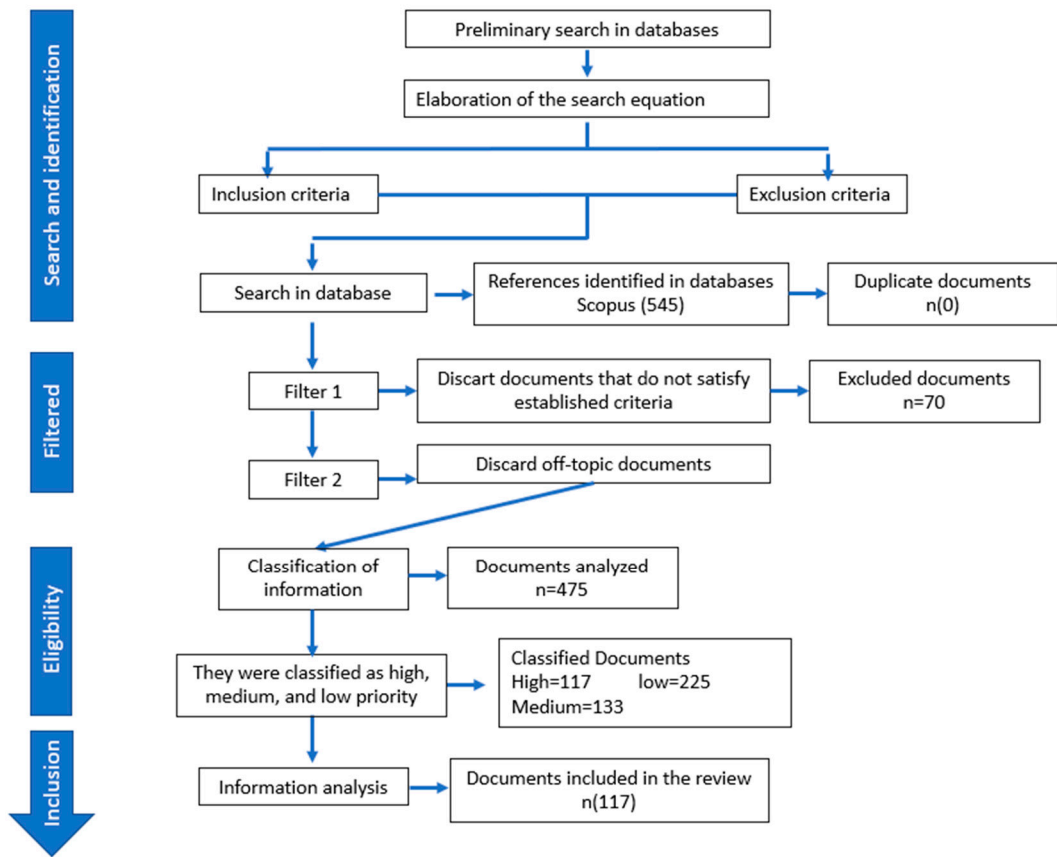 Search and identification
Preliminary search in databases
Elaboration of the search equation
Inclusion criteria
Exclusion criteria
Search in database
References identified in databases
Scopus (545)
Duplicate documents
n(0)
Filtered
Filter 1
Discart documents that do not satisfy
established criteria
Excluded documents
n=70
Filter 2
Discard off-topic documents
Eligibility
Classification of
information
Documents analyzed
n=475
They were classified as high,
medium, and low priority
Classified Documents
High=117 low=225
Medium=133
Inclusion
Information analysis
Documents included in the review
n(117)